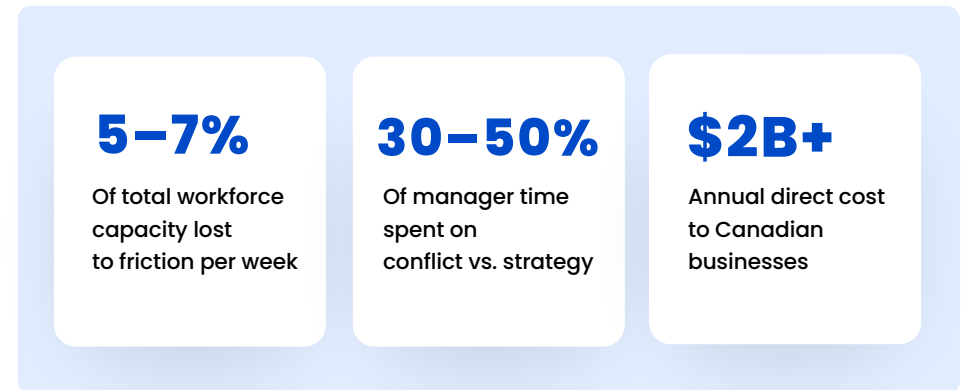 5–7%
Of total workforce
capacity lost
to friction per week
30–50%
Of manager time
spent on
conflict vs. strategy
$2B+
Annual direct cost
to Canadian
businesses